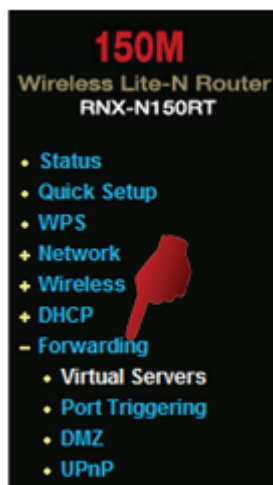 150M
Wireless Lite-N Router
RNX-N150RT
Status
Quick Setup
WPS
Network
Wireless
DHCP
Forwarding
Virtual Servers
Port Triggering
DMZ
UPnP